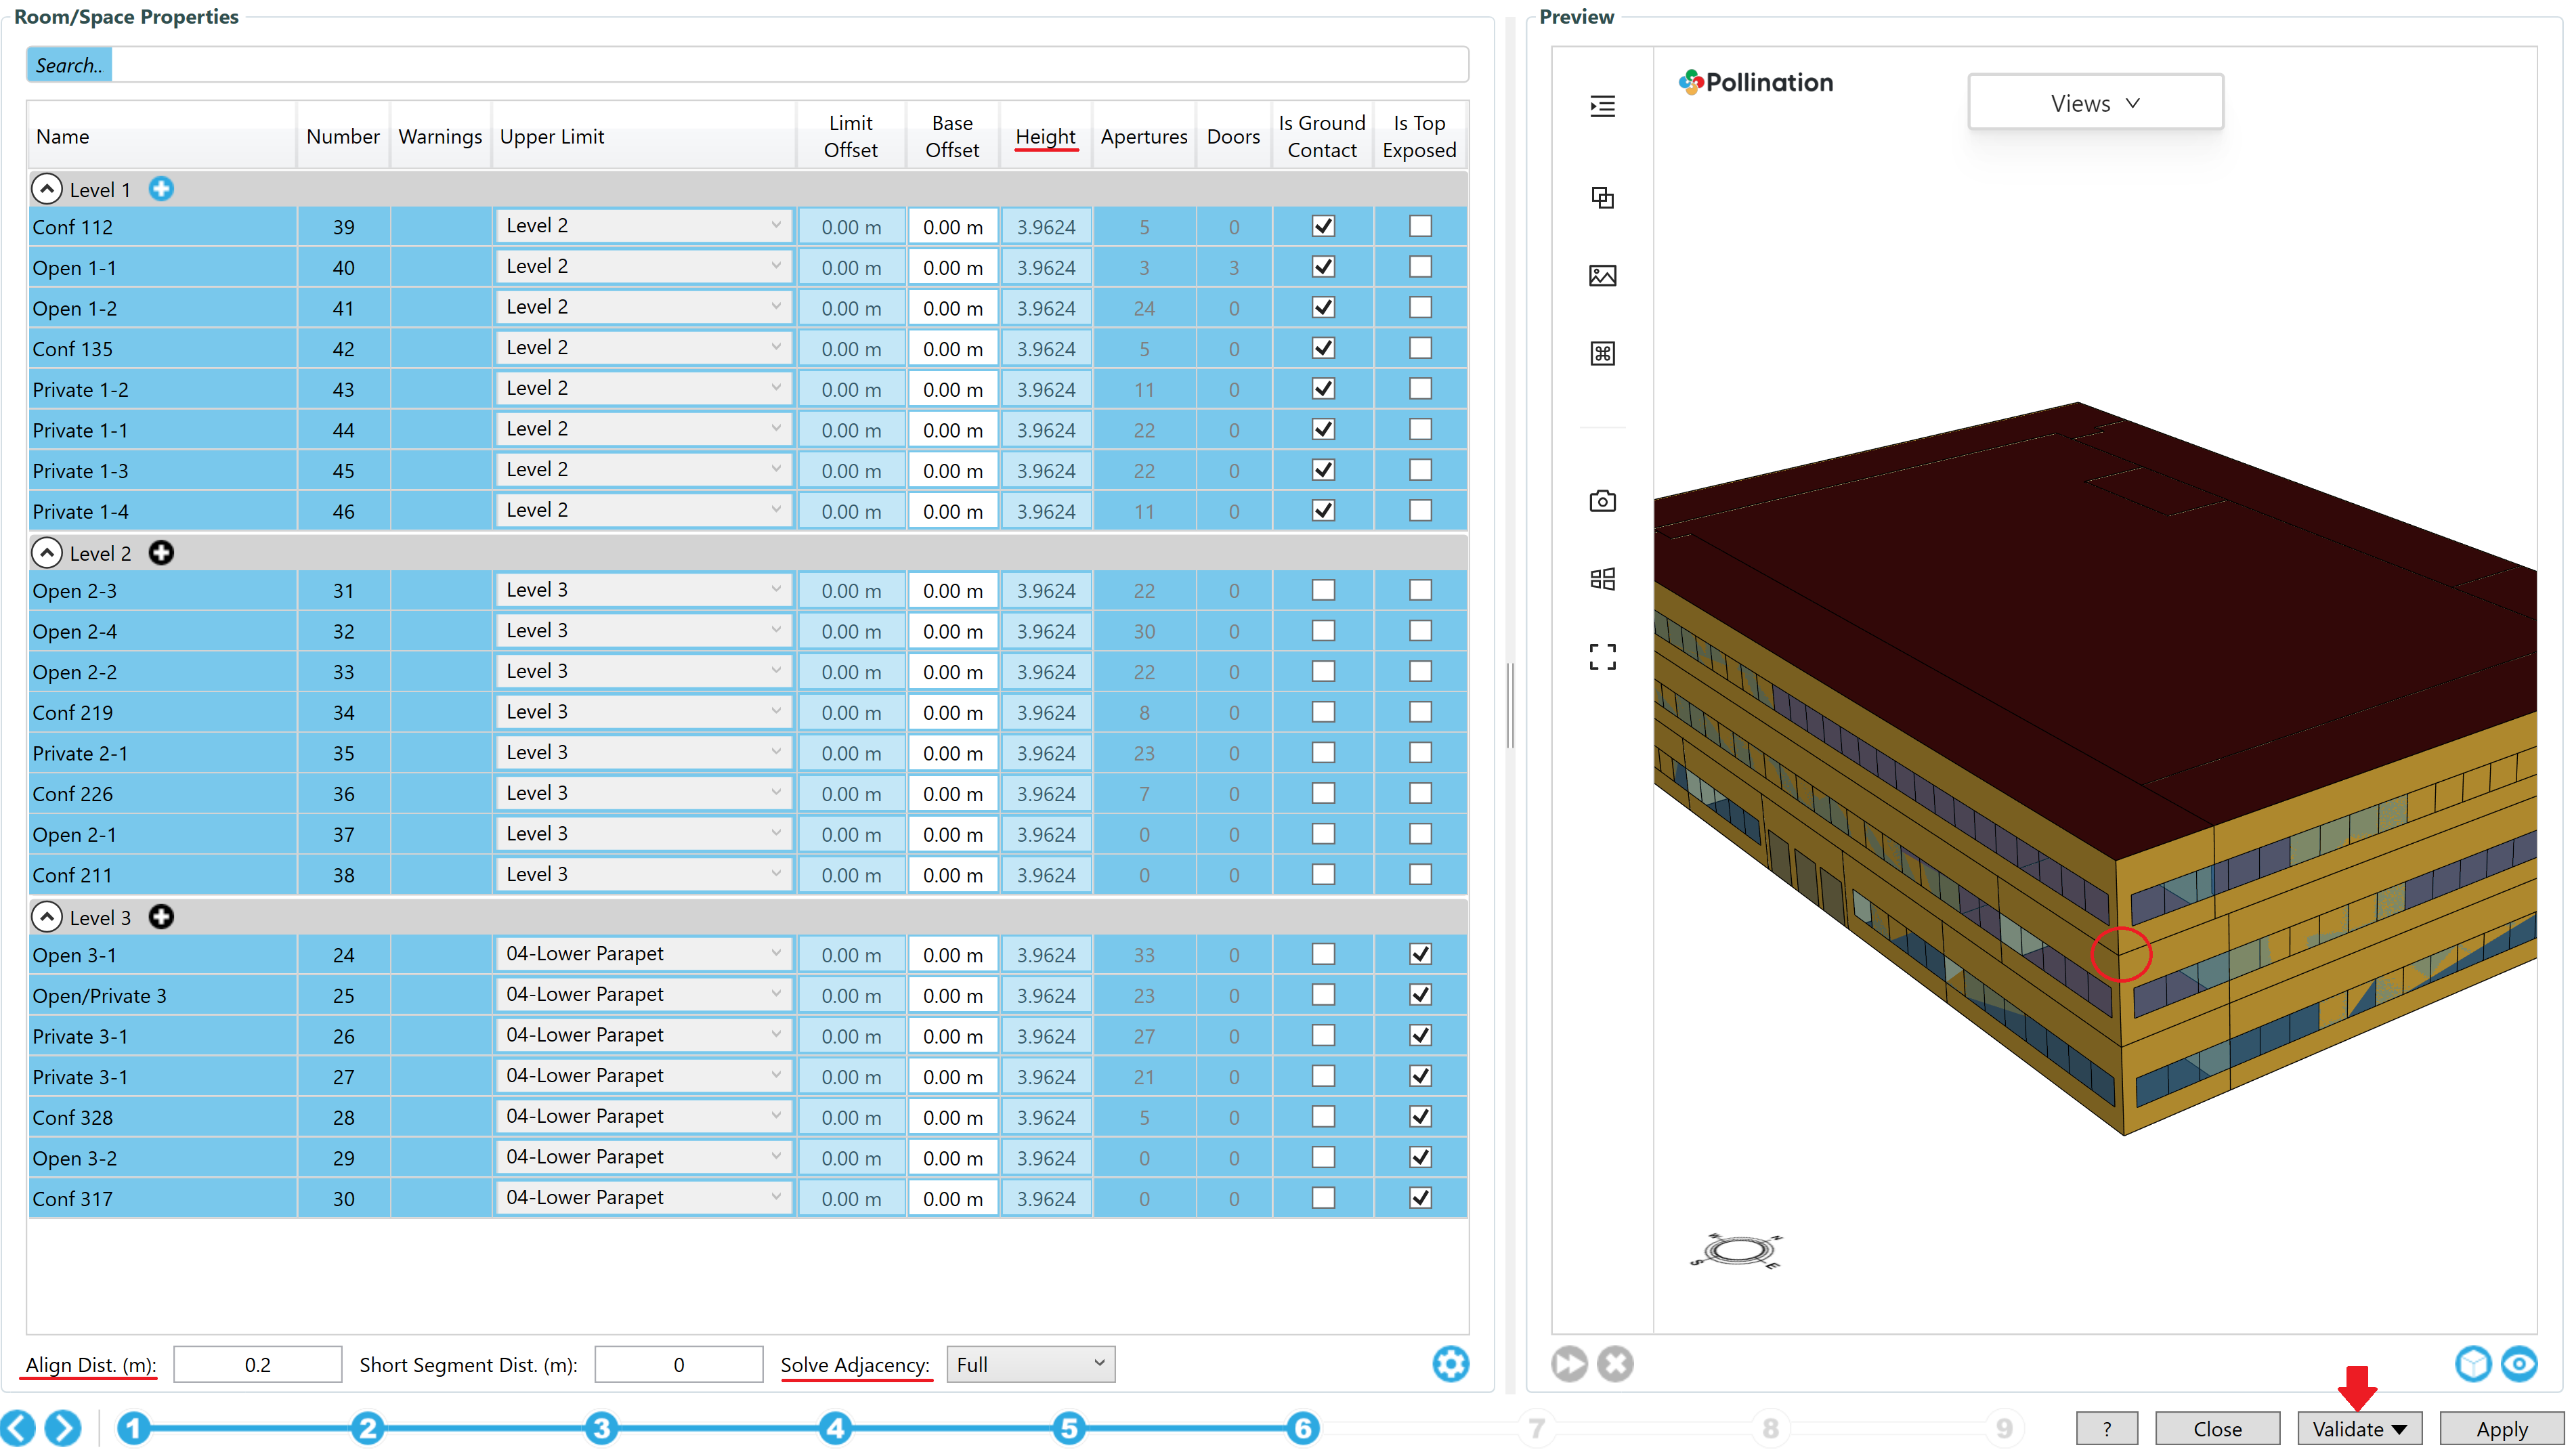 Room/Space Properties
Search..
Name Number Warnings Upper Limit Limit Offset Base Offset Height Apertures Doors Is Ground Contact Is Top Exposed
Level 1
Conf 112 39 Level 2 0.00 m 0.00 m 3.9624 5 0
Open 1-1 40 Level 2 0.00 m 0.00 m 3.9624 3 3
Open 1-2 41 Level 2 0.00 m 0.00 m 3.9624 24 0
Conf 135 42 Level 2 0.00 m 0.00 m 3.9624 5 0
Private 1-2 43 Level 2 0.00 m 0.00 m 3.9624 11 0
Private 1-1 44 Level 2 0.00 m 0.00 m 3.9624 22 0
Private 1-3 45 Level 2 0.00 m 0.00 m 3.9624 22 0
Private 1-4 46 Level 2 0.00 m 0.00 m 3.9624 11 0
Level 2
Open 2-3 31 Level 3 0.00 m 0.00 m 3.9624 22 0
Open 2-4 32 Level 3 0.00 m 0.00 m 3.9624 30 0
Open 2-2 33 Level 3 0.00 m 0.00 m 3.9624 22 0
Conf 219 34 Level 3 0.00 m 0.00 m 3.9624 8 0
Private 2-1 35 Level 3 0.00 m 0.00 m 3.9624 23 0
Conf 226 36 Level 3 0.00 m 0.00 m 3.9624 7 0
Open 2-1 37 Level 3 0.00 m 0.00 m 3.9624 0 0
Conf 211 38 Level 3 0.00 m 0.00 m 3.9624 0 0
Level 3
Open 3-1 24 04-Lower Parapet 0.00 m 0.00 m 3.9624 33 0
Open/Private 3 25 04-Lower Parapet 0.00 m 0.00 m 3.9624 23 0
Private 3-1 26 04-Lower Parapet 0.00 m 0.00 m 3.9624 27 0
Private 3-1 27 04-Lower Parapet 0.00 m 0.00 m 3.9624 21 0
Conf 328 28 04-Lower Parapet 0.00 m 0.00 m 3.9624 5 0
Open 3-2 29 04-Lower Parapet 0.00 m 0.00 m 3.9624 0 0
Conf 317 30 04-Lower Parapet 0.00 m 0.00 m 3.9624 0 0
Align Dist. (m): 0.2 Short Segment Dist. (m): 0 Solve Adjacency: Full
Preview
Pollination
Views
W N
S E
1 2 3 4 5 6 7 8 9
? Close Validate Apply